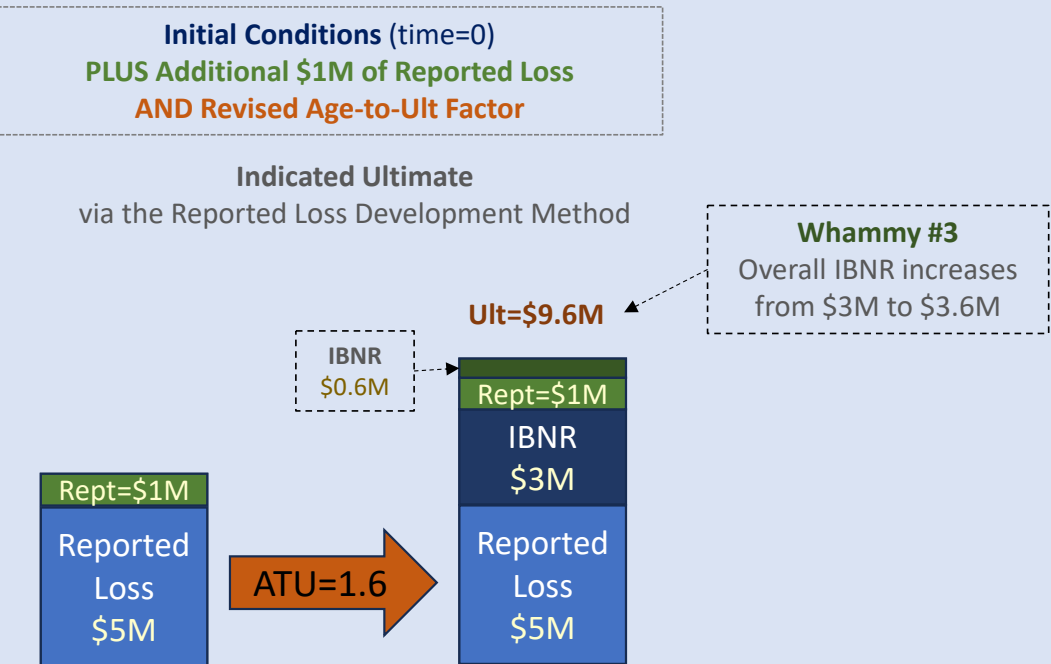 Initial Conditions (time=0)
PLUS Additional $1M of Reported Loss
AND Revised Age-to-Ult Factor
Indicated Ultimate
via the Reported Loss Development Method
Whammy #3
Overall IBNR increases
from $3M to $3.6M
Ult=$9.6M
IBNR
$0.6M
Rept=$1M
IBNR
$3M
Rept=$1M
Reported
Loss
$5M
ATU=1.6
Reported
Loss
$5M